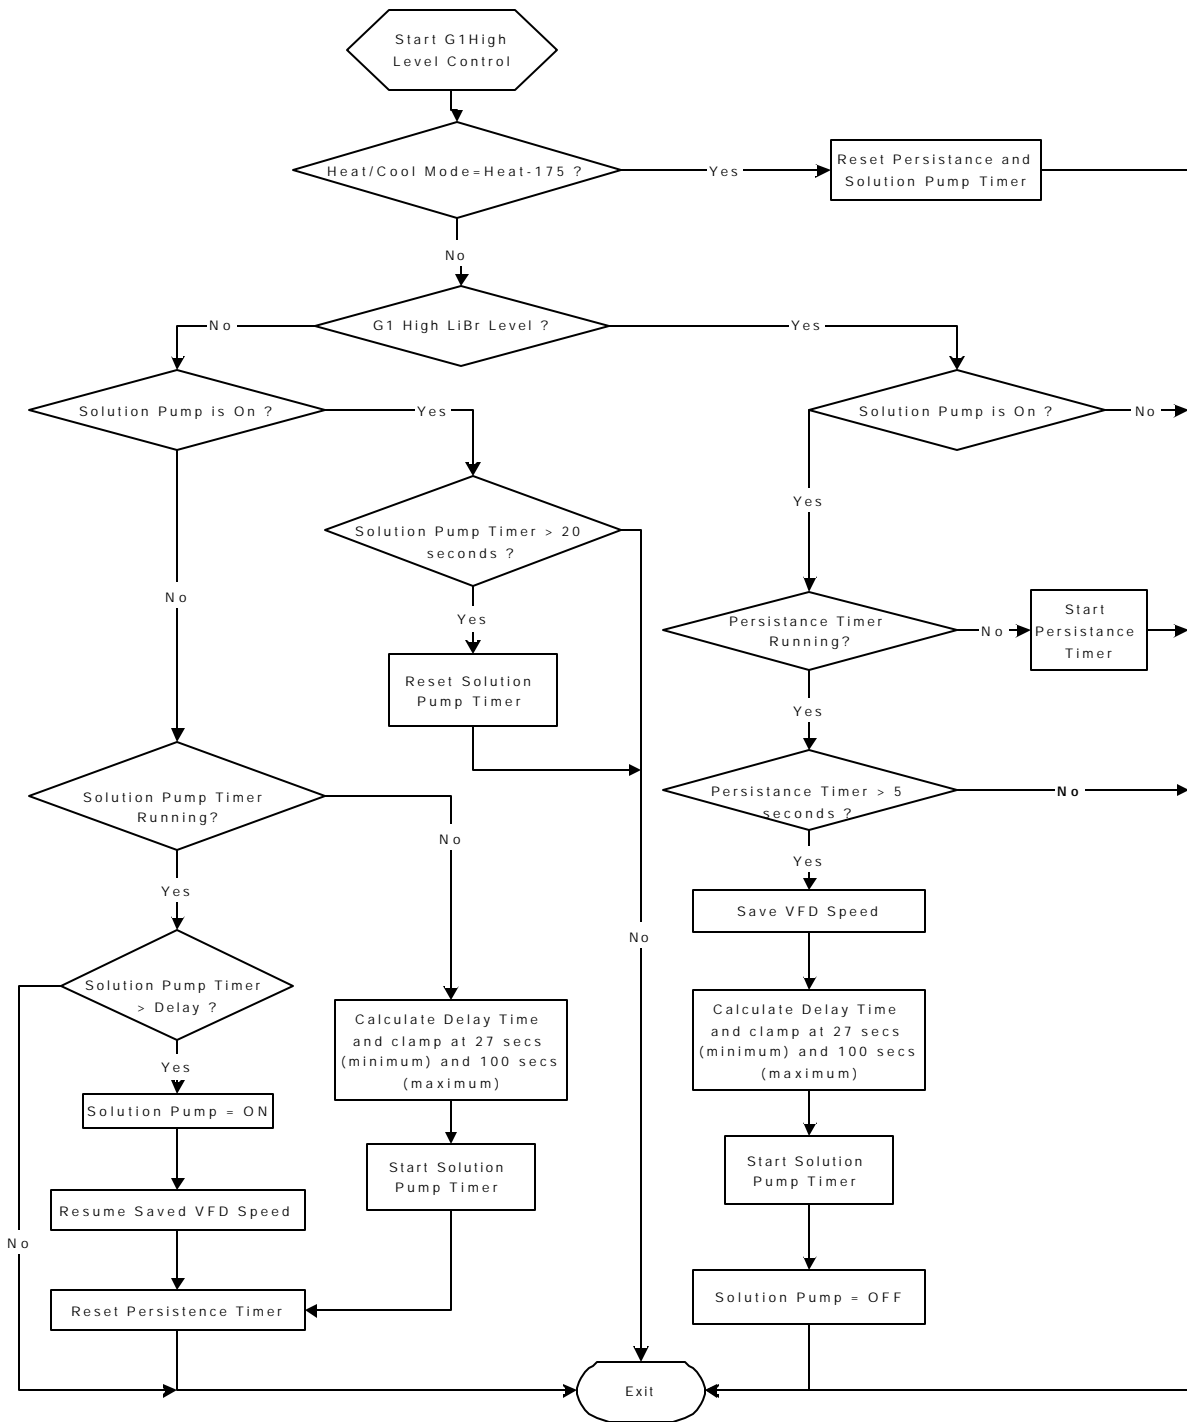 Start G1High
Level Control
Heat/Cool Mode=Heat-175 ?
Yes
Reset Persistance and
Solution Pump Timer
No
G1 High LiBr Level ?
No
Yes
Solution Pump is On ?
Yes
Solution Pump is On ?
No
Solution Pump Timer > 20
seconds ?
Yes
No
Yes
Persistance Timer
Running?
No
Start
Persistance
Timer
Reset Solution
Pump Timer
Yes
Solution Pump Timer
Running?
No
Persistance Timer > 5
seconds ?
No
Yes
Yes
Save VFD Speed
No
Solution Pump Timer
> Delay ?
Calculate Delay Time
and clamp at 27 secs
(minimum) and 100 secs
(maximum)
Calculate Delay Time
and clamp at 27 secs
(minimum) and 100 secs
(maximum)
Yes
Solution Pump = ON
Start Solution
Pump Timer
Start Solution
Pump Timer
Resume Saved VFD Speed
No
Reset Persistence Timer
Solution Pump = OFF
Exit